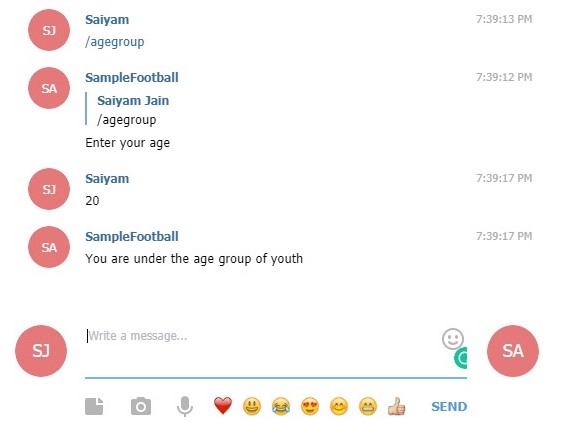 SJ
Saiyam
7:39:13 PM
/agegroup
SA
SampleFootball
7:39:12 PM
Saiyam Jain
/agegroup
Enter your age
SJ
Saiyam
7:39:17 PM
20
SA
SampleFootball
7:39:17 PM
You are under the age group of youth
SJ
Write a message...
SA
SEND